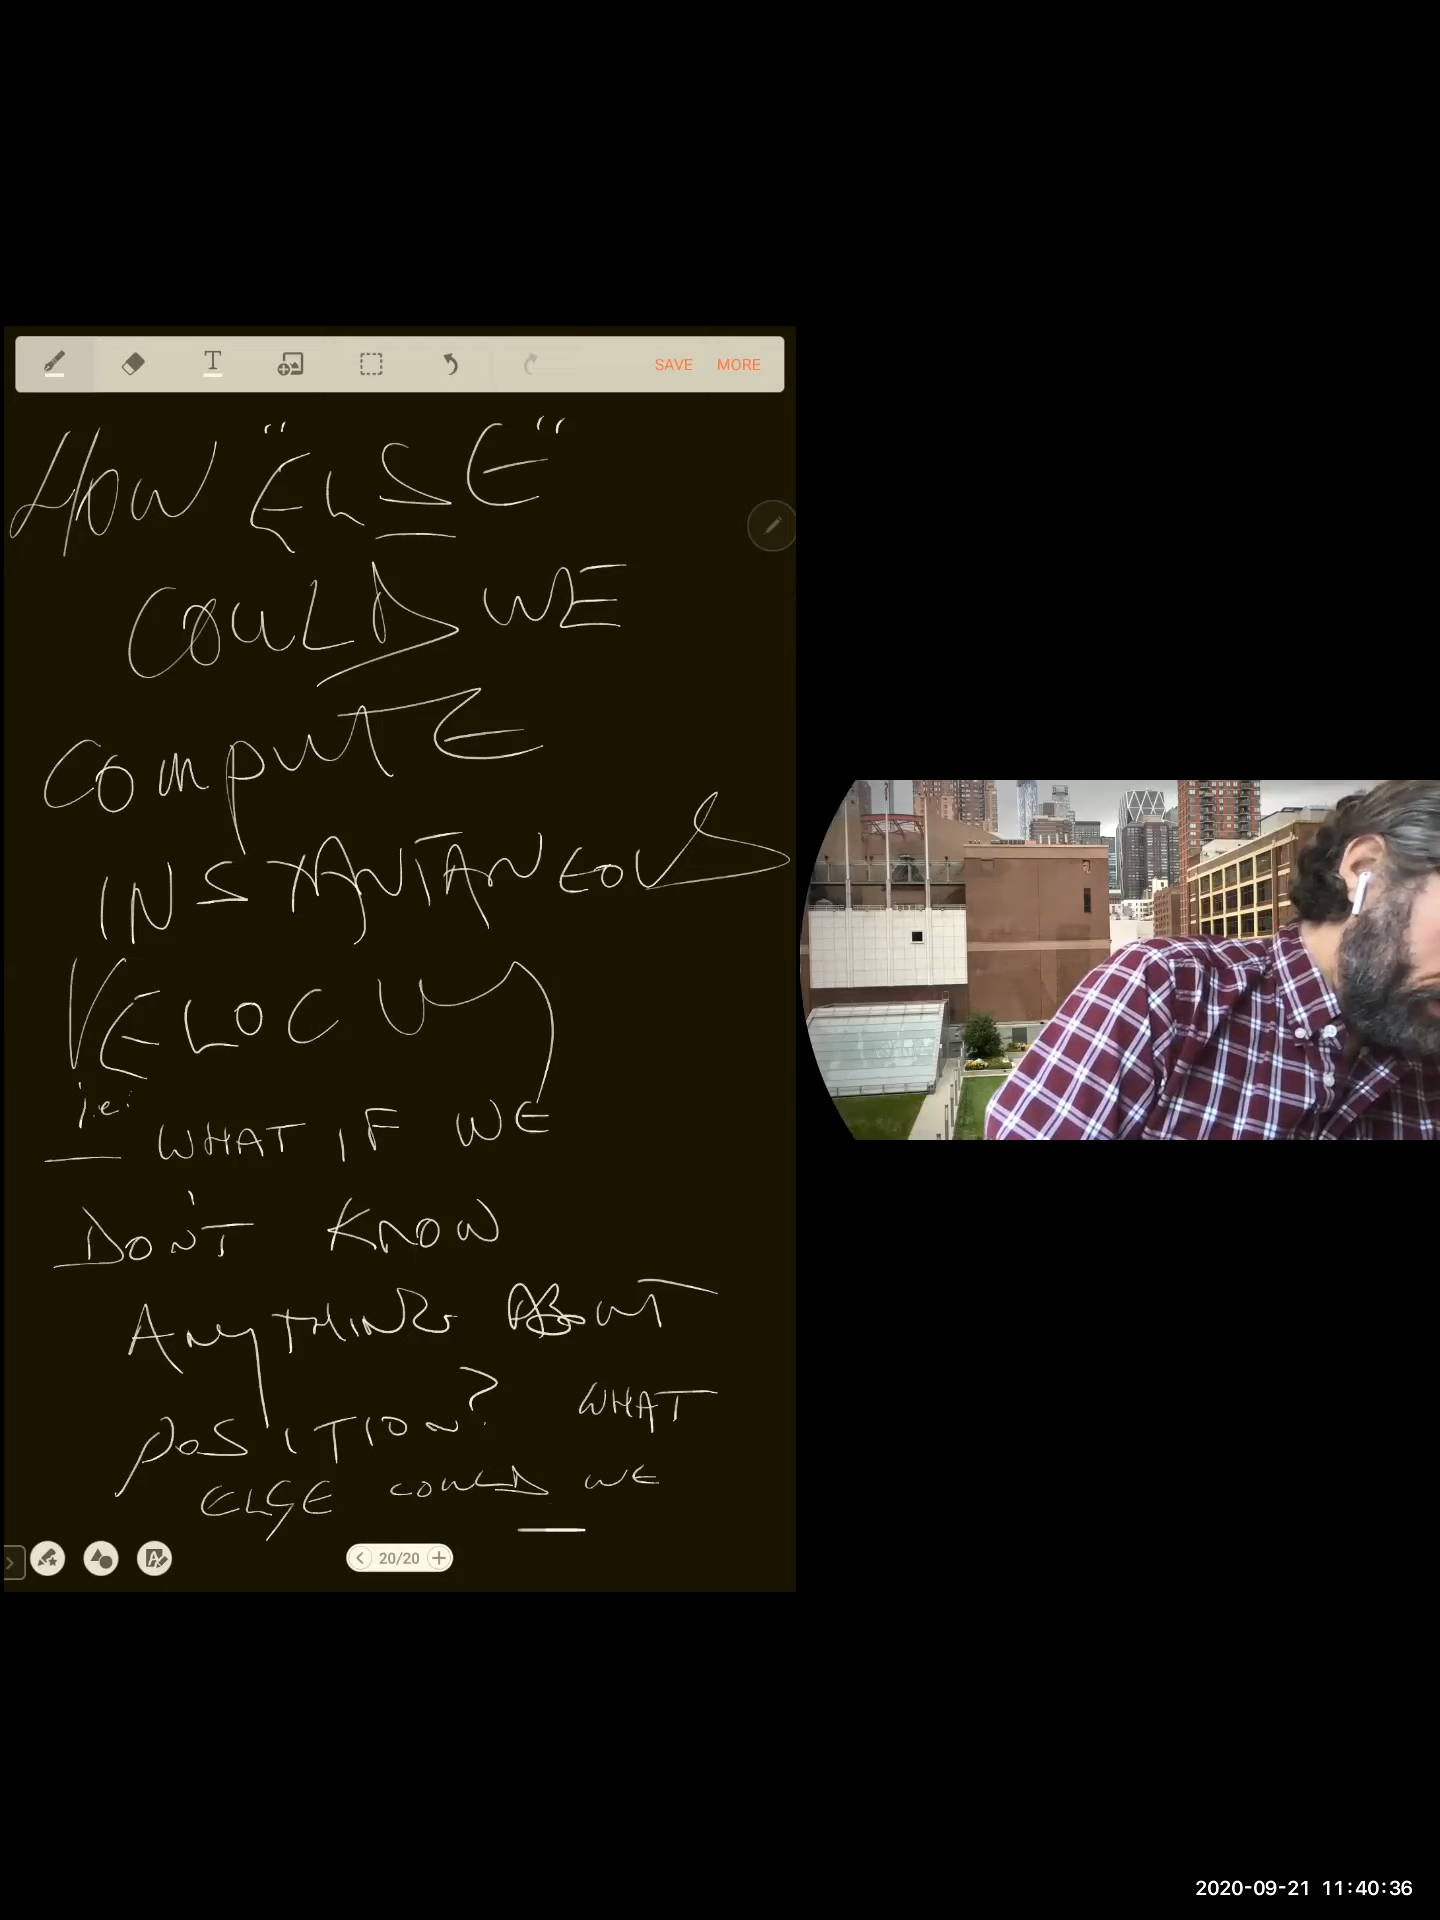 SAVE MORE
HOW "ELSE"
COULD WE
COMPUTE
INSTANTANEOUS
VELOCITY
i.e. WHAT IF WE
DON'T KNOW
ANYTHING ABOUT
POSITION? WHAT
ELSE COULD WE
20/20
2020-09-21 11:40:36